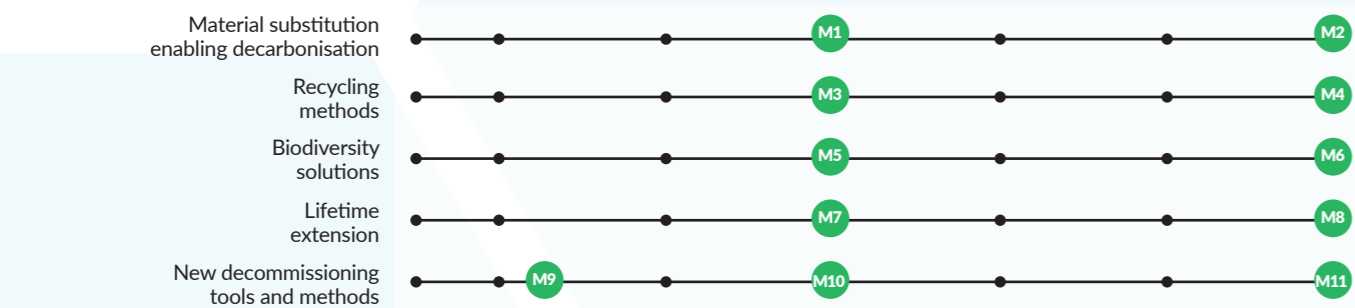 Material substitution
enabling decarbonisation
M1
M2
Recycling
methods
M3
M4
Biodiversity
solutions
M5
M6
Lifetime
extension
M7
M8
New decommissioning
tools and methods
M9
M10
M11